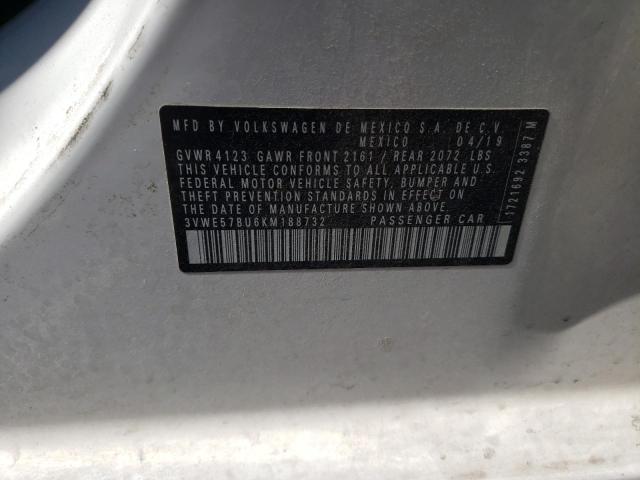 MFD BY VOLKSWAGEN DE MEXICO S.A. DE C.V.
MEXICO 04/19
GVWR 4123 GAWR FRONT 2161 / REAR 2072 LBS
THIS VEHICLE CONFORMS TO ALL APPLICABLE U.S.
FEDERAL MOTOR VEHICLE SAFETY, BUMPER AND
THEFT PREVENTION STANDARDS IN EFFECT ON
THE DATE OF MANUFACTURE SHOWN ABOVE
3VWE57BU6KM188732 PASSENGER CAR
1721692 3387 M